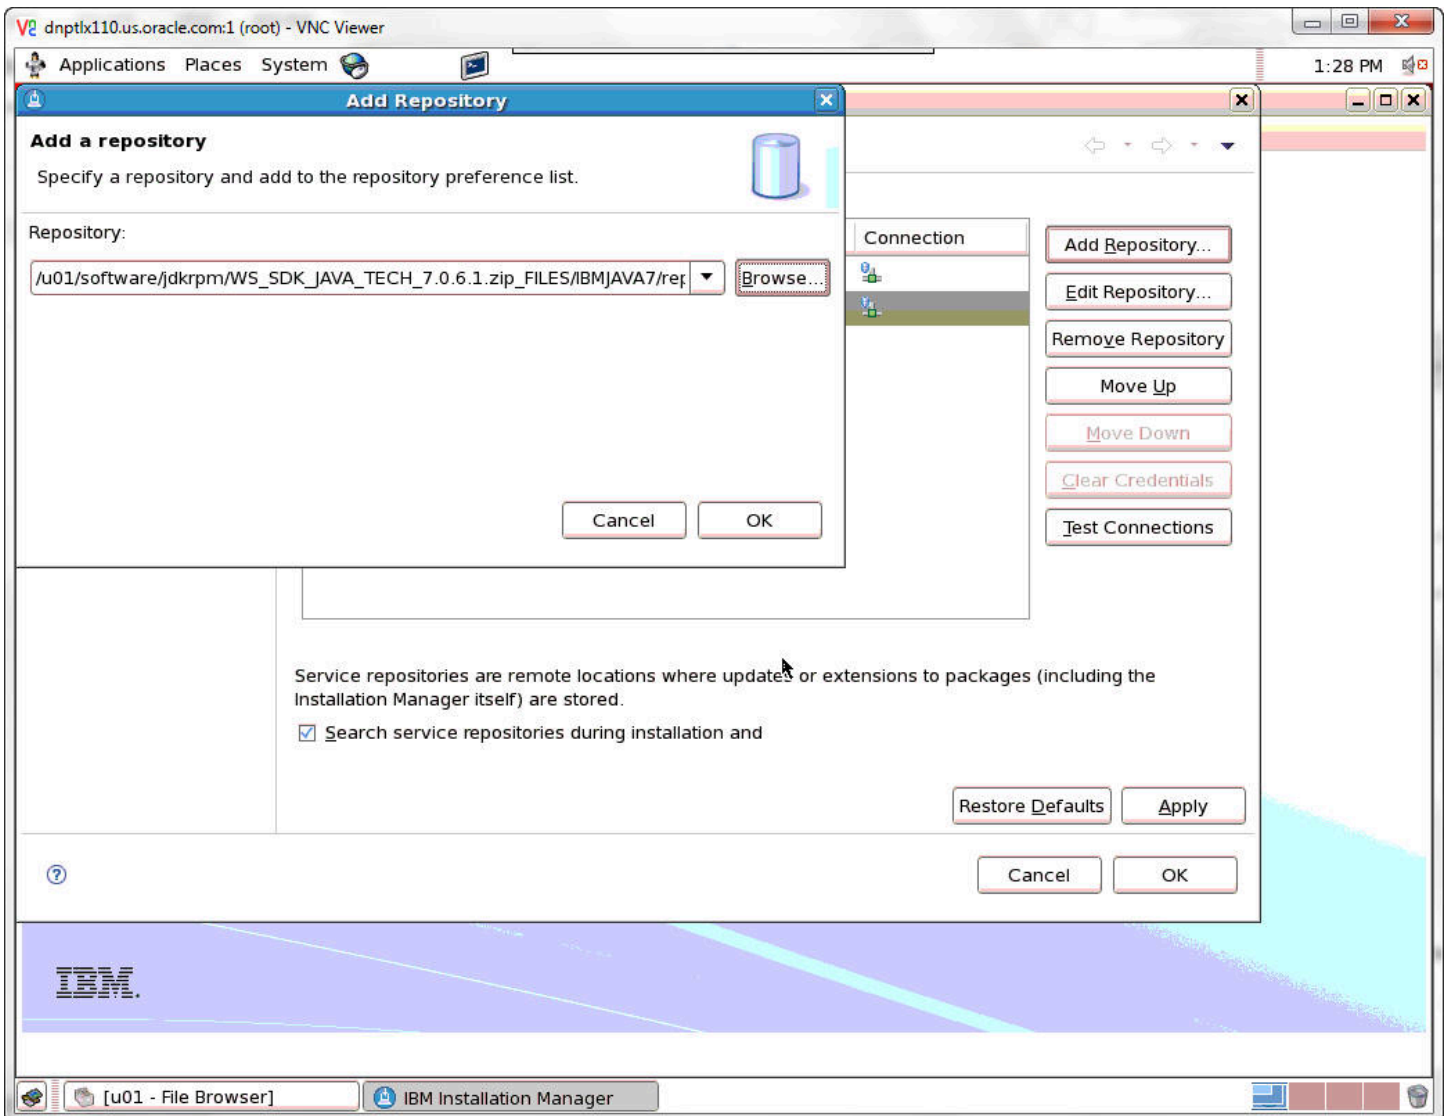 dnptlx110.us.oracle.com:1 (root) - VNC Viewer
Applications Places System 1:28 PM
Add Repository
Add a repository
Specify a repository and add to the repository preference list.
Repository:
/u01/software/jdkrpm/WS_SDK_JAVA_TECH_7.0.6.1.zip_FILES/IBMJAVA7/rep
Browse...
Cancel OK
Connection
Add Repository...
Edit Repository...
Remove Repository
Move Up
Move Down
Clear Credentials
Test Connections
Service repositories are remote locations where updates or extensions to packages (including the
Installation Manager itself) are stored.
Search service repositories during installation and
Restore Defaults Apply
Cancel OK
IBM.
[u01 - File Browser] IBM Installation Manager